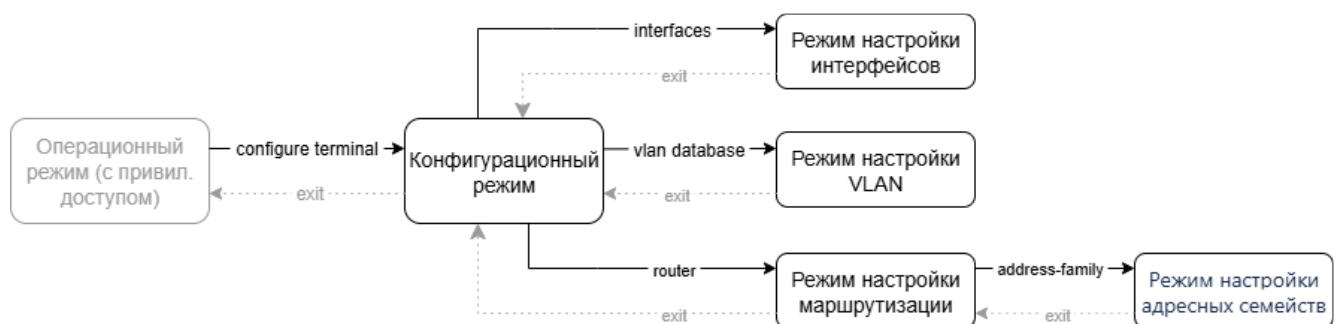 interfaces
Режим настройки
интерфейсов
exit
Операционный
режим (с привил.
доступом)
configure terminal
exit
Конфигурационный
режим
vlan database
Режим настройки
VLAN
exit
router
Режим настройки
маршрутизации
exit
address-family
Режим настройки
адресных семейств
exit